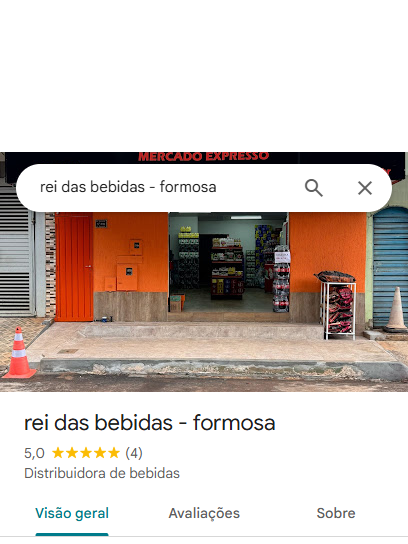 MERCADO EXPRESSO
rei das bebidas - formosa
rei das bebidas - formosa
5,0 (4)
Distribuidora de bebidas
Visão geral
Avaliações
Sobre